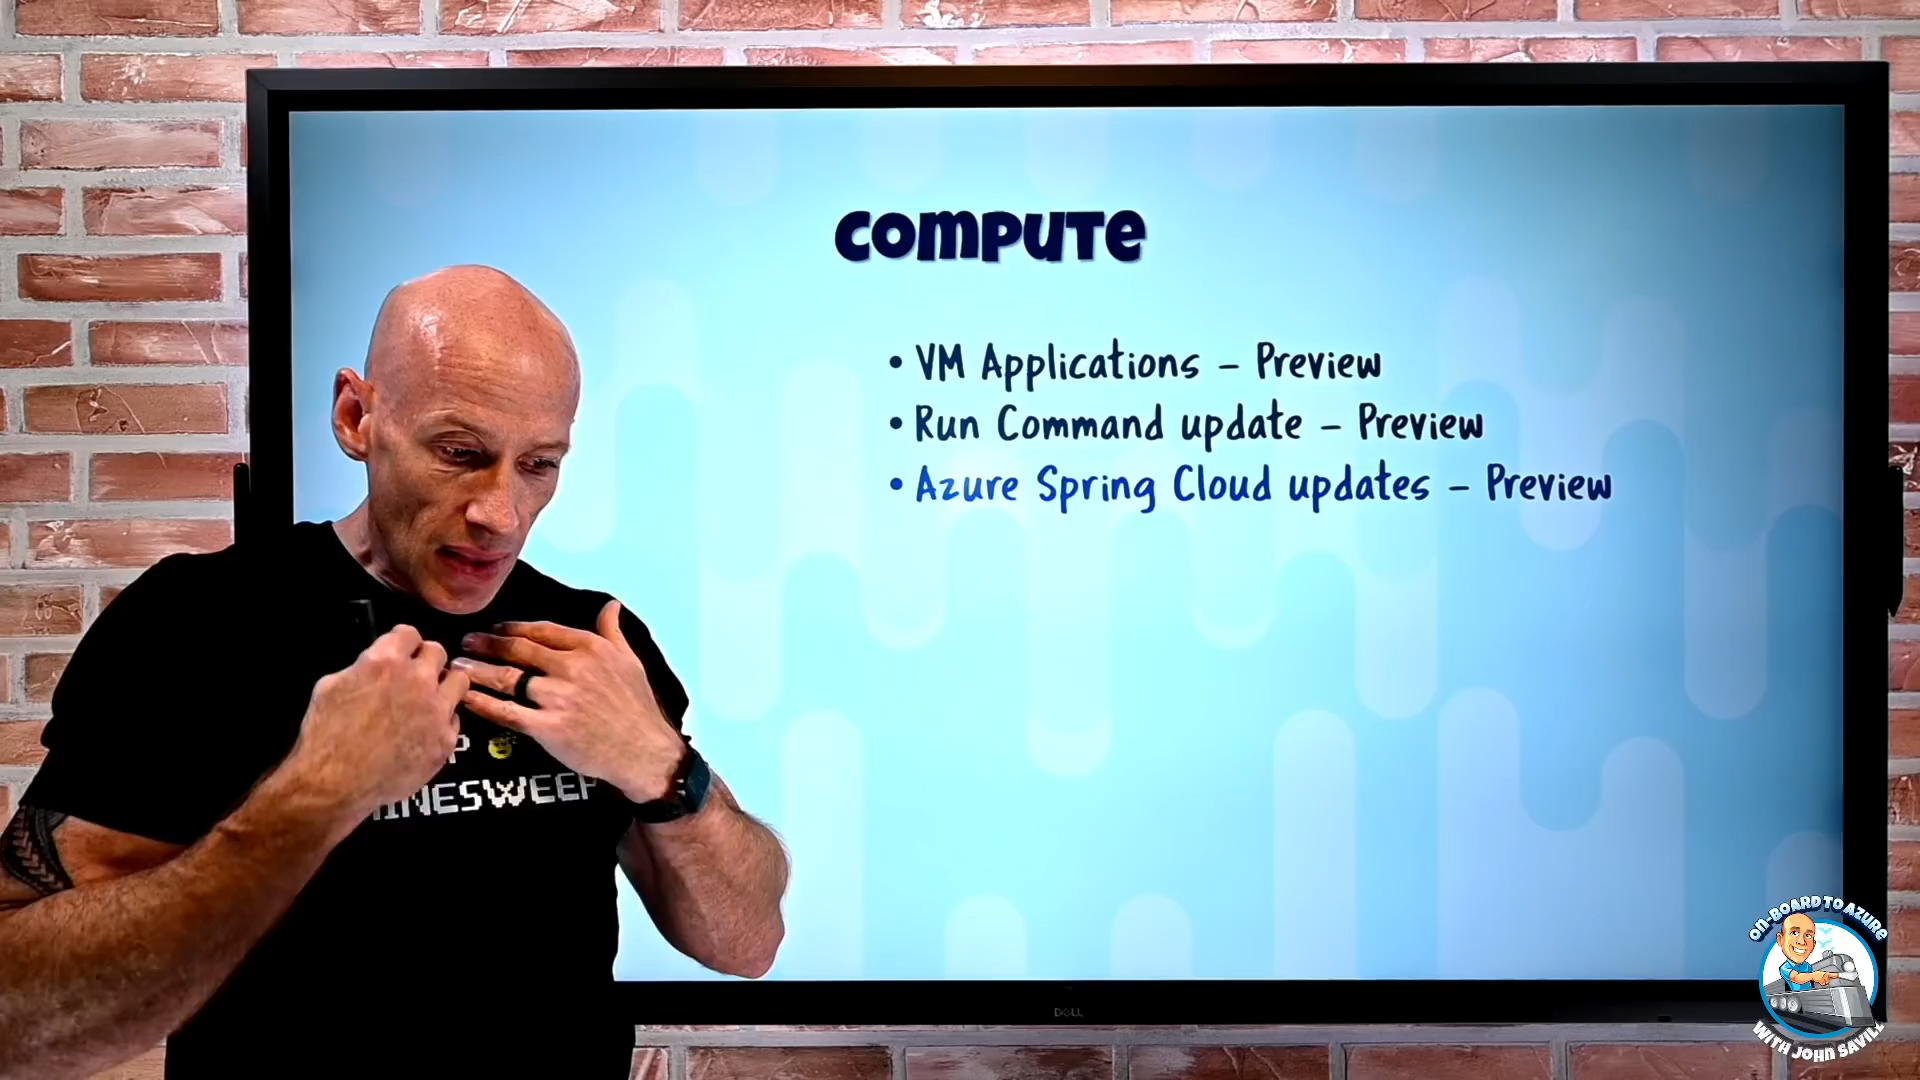 COMPUTE
• VM Applications – Preview
• Run Command update – Preview
• Azure Spring Cloud updates – Preview
DELL
ON-BOARD TO AZURE
WITH JOHN SAVILL